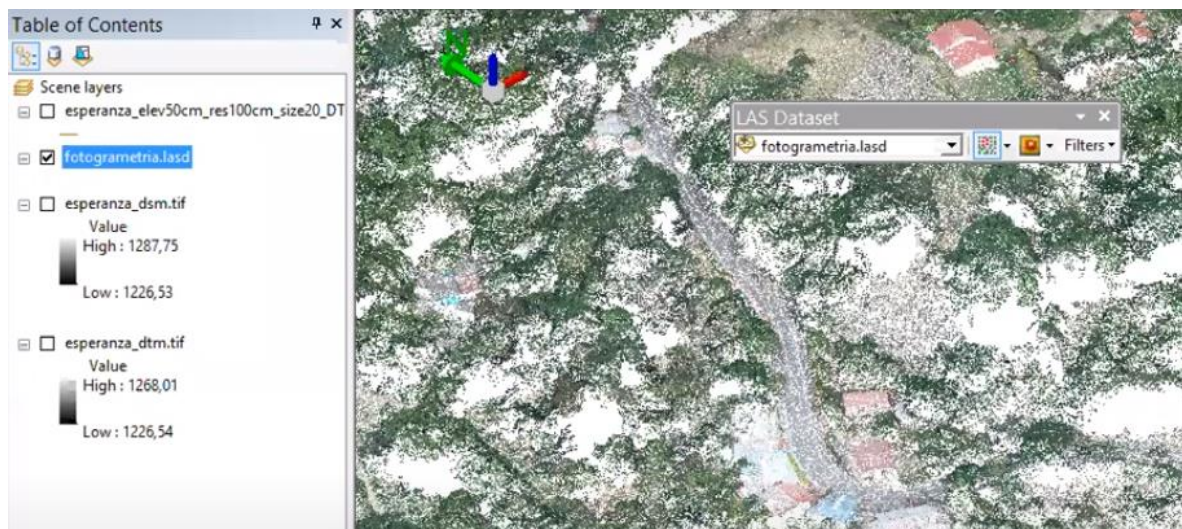 Table of Contents
Scene layers
esperanza_elev50cm_res100cm_size20_DT
fotogrametria.lasd
esperanza_dsm.tif
Value
High : 1287,75
Low : 1226,53
esperanza_dtm.tif
Value
High : 1268,01
Low : 1226,54
LAS Dataset
fotogrametria.lasd
Filters